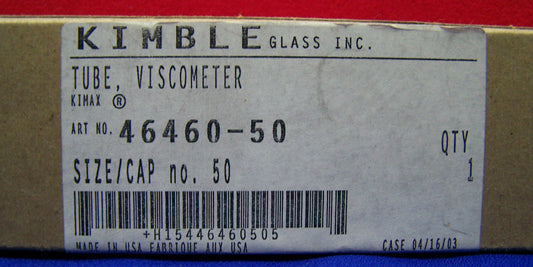 KIMBLE GLASS INC.
TUBE, VISCOMETER
KIMAX ®
ART NO. 46460-50
QTY
SIZE/CAP no. 50
1
+H15446460505
MADE IN USA FABRIQUE AUX USA
CASE 04/16/03